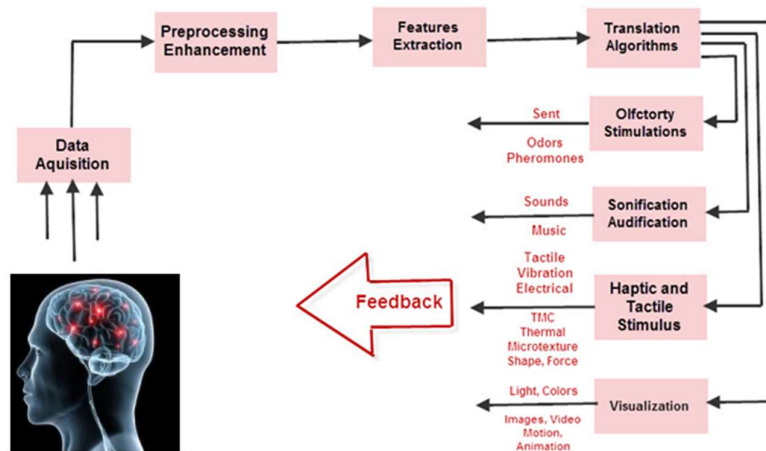 Preprocessing
Enhancement
Features
Extraction
Translation
Algorithms
Data
Aquisition
Sent
Odors
Pheromones
Olfctorty
Stimulations
Sounds
Music
Sonification
Audification
Feedback
Tactile
Vibration
Electrical
TMC
Thermal
Microtexture
Shape, Force
Haptic and
Tactile
Stimulus
Light, Colors
Images, Video
Motion,
Animation
Visualization